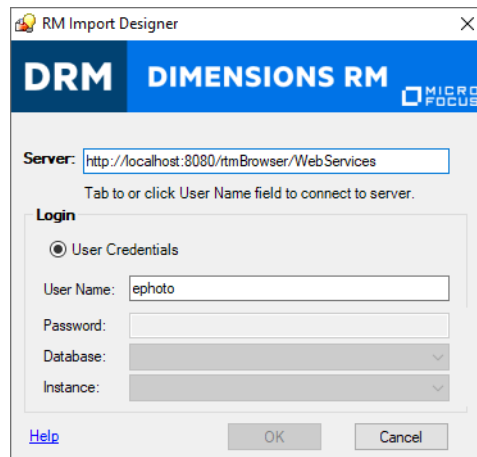 RM Import Designer
DRM DIMENSIONS RM MICRO FOCUS
Server: http://localhost:8080/rtmBrowser/WebServices
Tab to or click User Name field to connect to server.
Login
User Credentials
User Name: ephoto
Password:
Database:
Instance:
Help OK Cancel